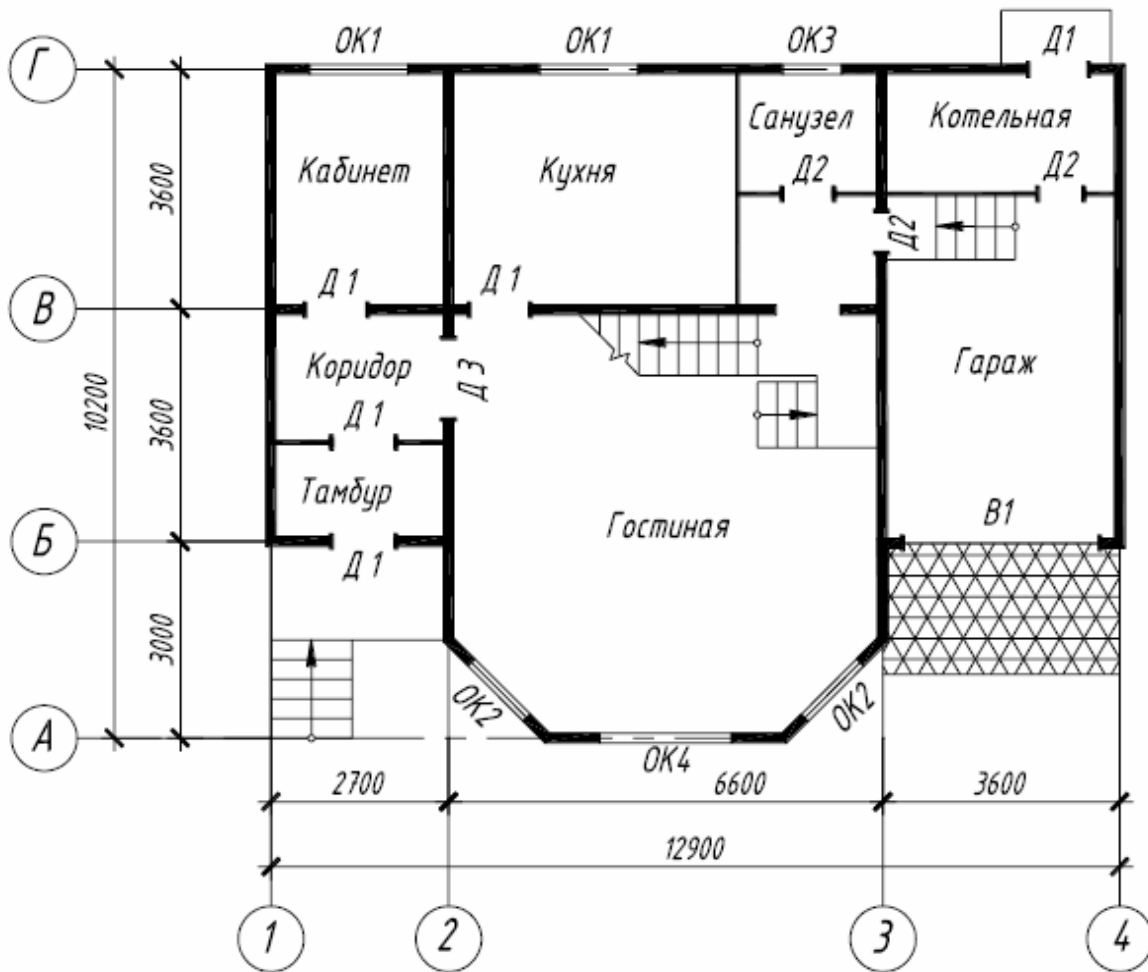 ОК1
ОК1
ОК3
Д1
Г
Санузел
Котельная
Кабинет
Кухня
Д2
Д2
3600
Д2
Д 1
Д 1
В
Коридор
Д 3
Гараж
10200
3600
Д 1
Тамбур
В1
Гостиная
Б
Д 1
3000
ОК2
ОК2
А
ОК4
2700
6600
3600
12900
1
2
3
4